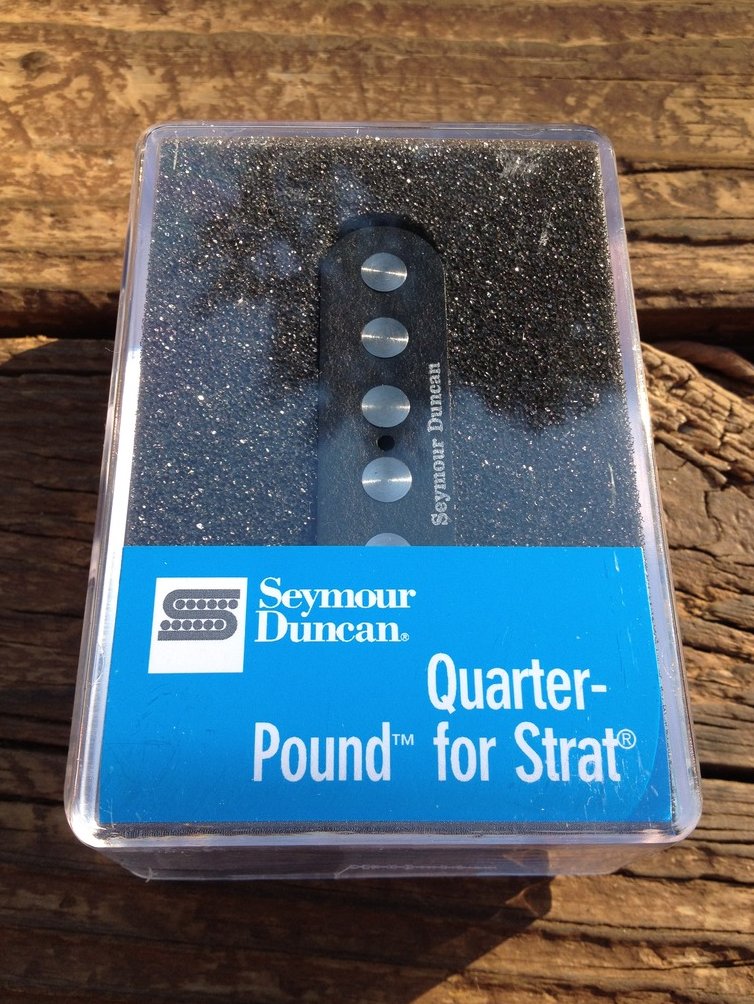 Seymour Duncan
Seymour
Duncan®
Quarter-
Pound™ for Strat®